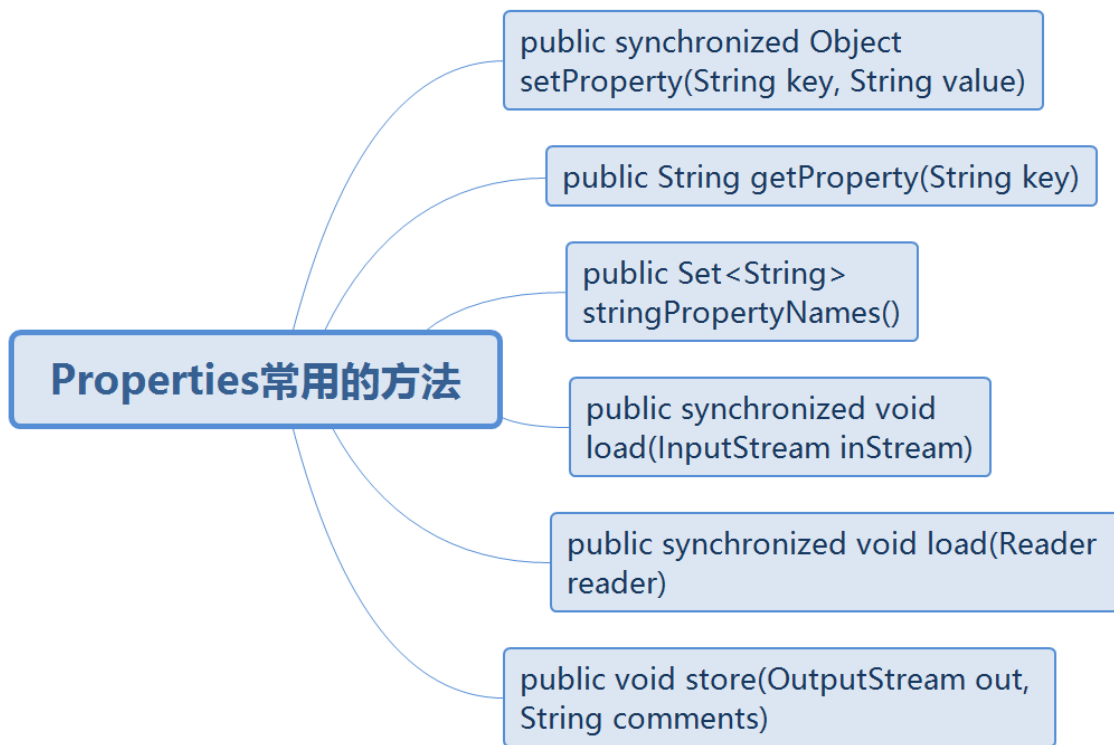 public synchronized Object
setProperty(String key, String value)
public String getProperty(String key)
public Set<String>
stringPropertyNames()
Properties常用的方法
public synchronized void
load(InputStream inStream)
public synchronized void load(Reader
reader)
public void store(OutputStream out,
String comments)